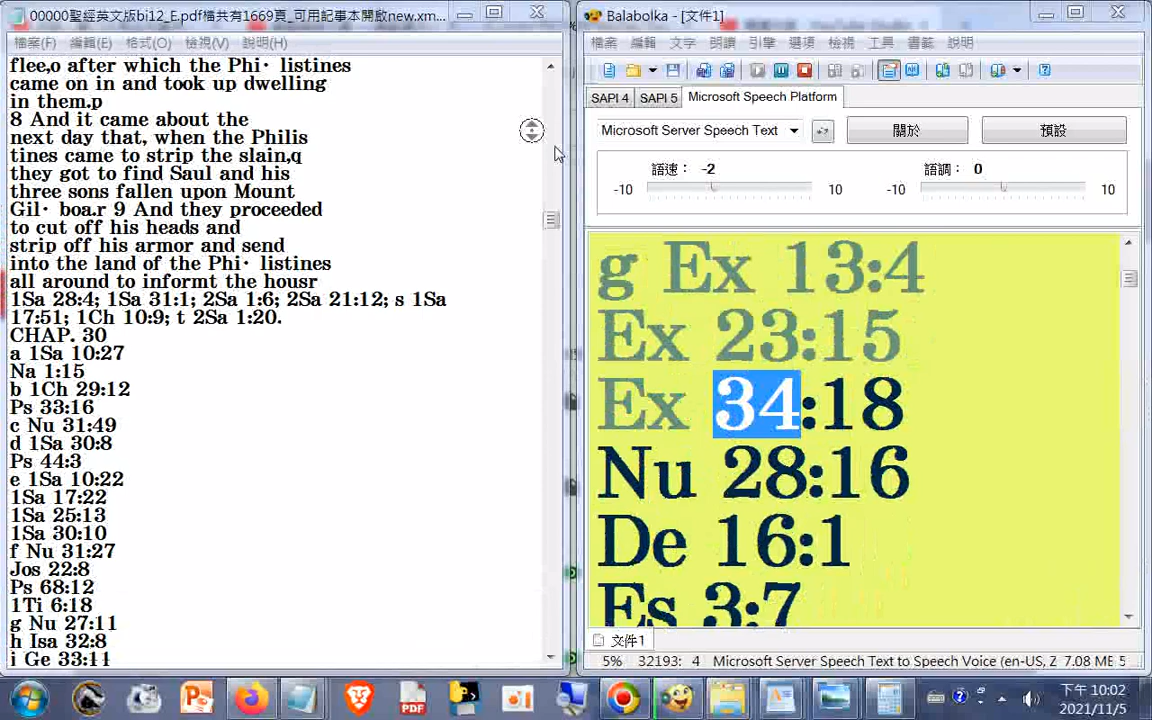 00000聖經英文版bi12_E.pdf檔共有1669頁_可用記事本開啟new.xm...
檔案(F) 編輯(E) 格式(O) 檢視(V) 說明(H)
flee,o after which the Phi· listines
came on in and took up dwelling
in them.p
8 And it came about the
next day that, when the Philis
tines came to strip the slain,q
they got to find Saul and his
three sons fallen upon Mount
Gil· boa.r 9 And they proceeded
to cut off his heads and
strip off his armor and send
into the land of the Phi· listines
all around to informt the housr
1Sa 28:4; 1Sa 31:1; 2Sa 1:6; 2Sa 21:12; s 1Sa
17:51; 1Ch 10:9; t 2Sa 1:20.
CHAP. 30
a 1Sa 10:27
Na 1:15
b 1Ch 29:12
Ps 33:16
c Nu 31:49
d 1Sa 30:8
Ps 44:3
e 1Sa 10:22
1Sa 17:22
1Sa 25:13
1Sa 30:10
f Nu 31:27
Jos 22:8
Ps 68:12
1Ti 6:18
g Nu 27:11
h Isa 32:8
i Ge 33:11
Balabolka - [文件1]
檔案 編輯 文字 朗讀 引擎 選項 檢視 工具 書籤 說明
SAPI 4 SAPI 5 Microsoft Speech Platform
Microsoft Server Speech Text 關於 預設
語速: -2 語調: 0
-10 10 -10 10
g Ex 13:4
Ex 23:15
Ex 34:18
Nu 28:16
De 16:1
Es 3:7
文件1
5% 32193: 4 Microsoft Server Speech Text to Speech Voice (en-US, Z 7.08 MB 5
下午 10:02
2021/11/5